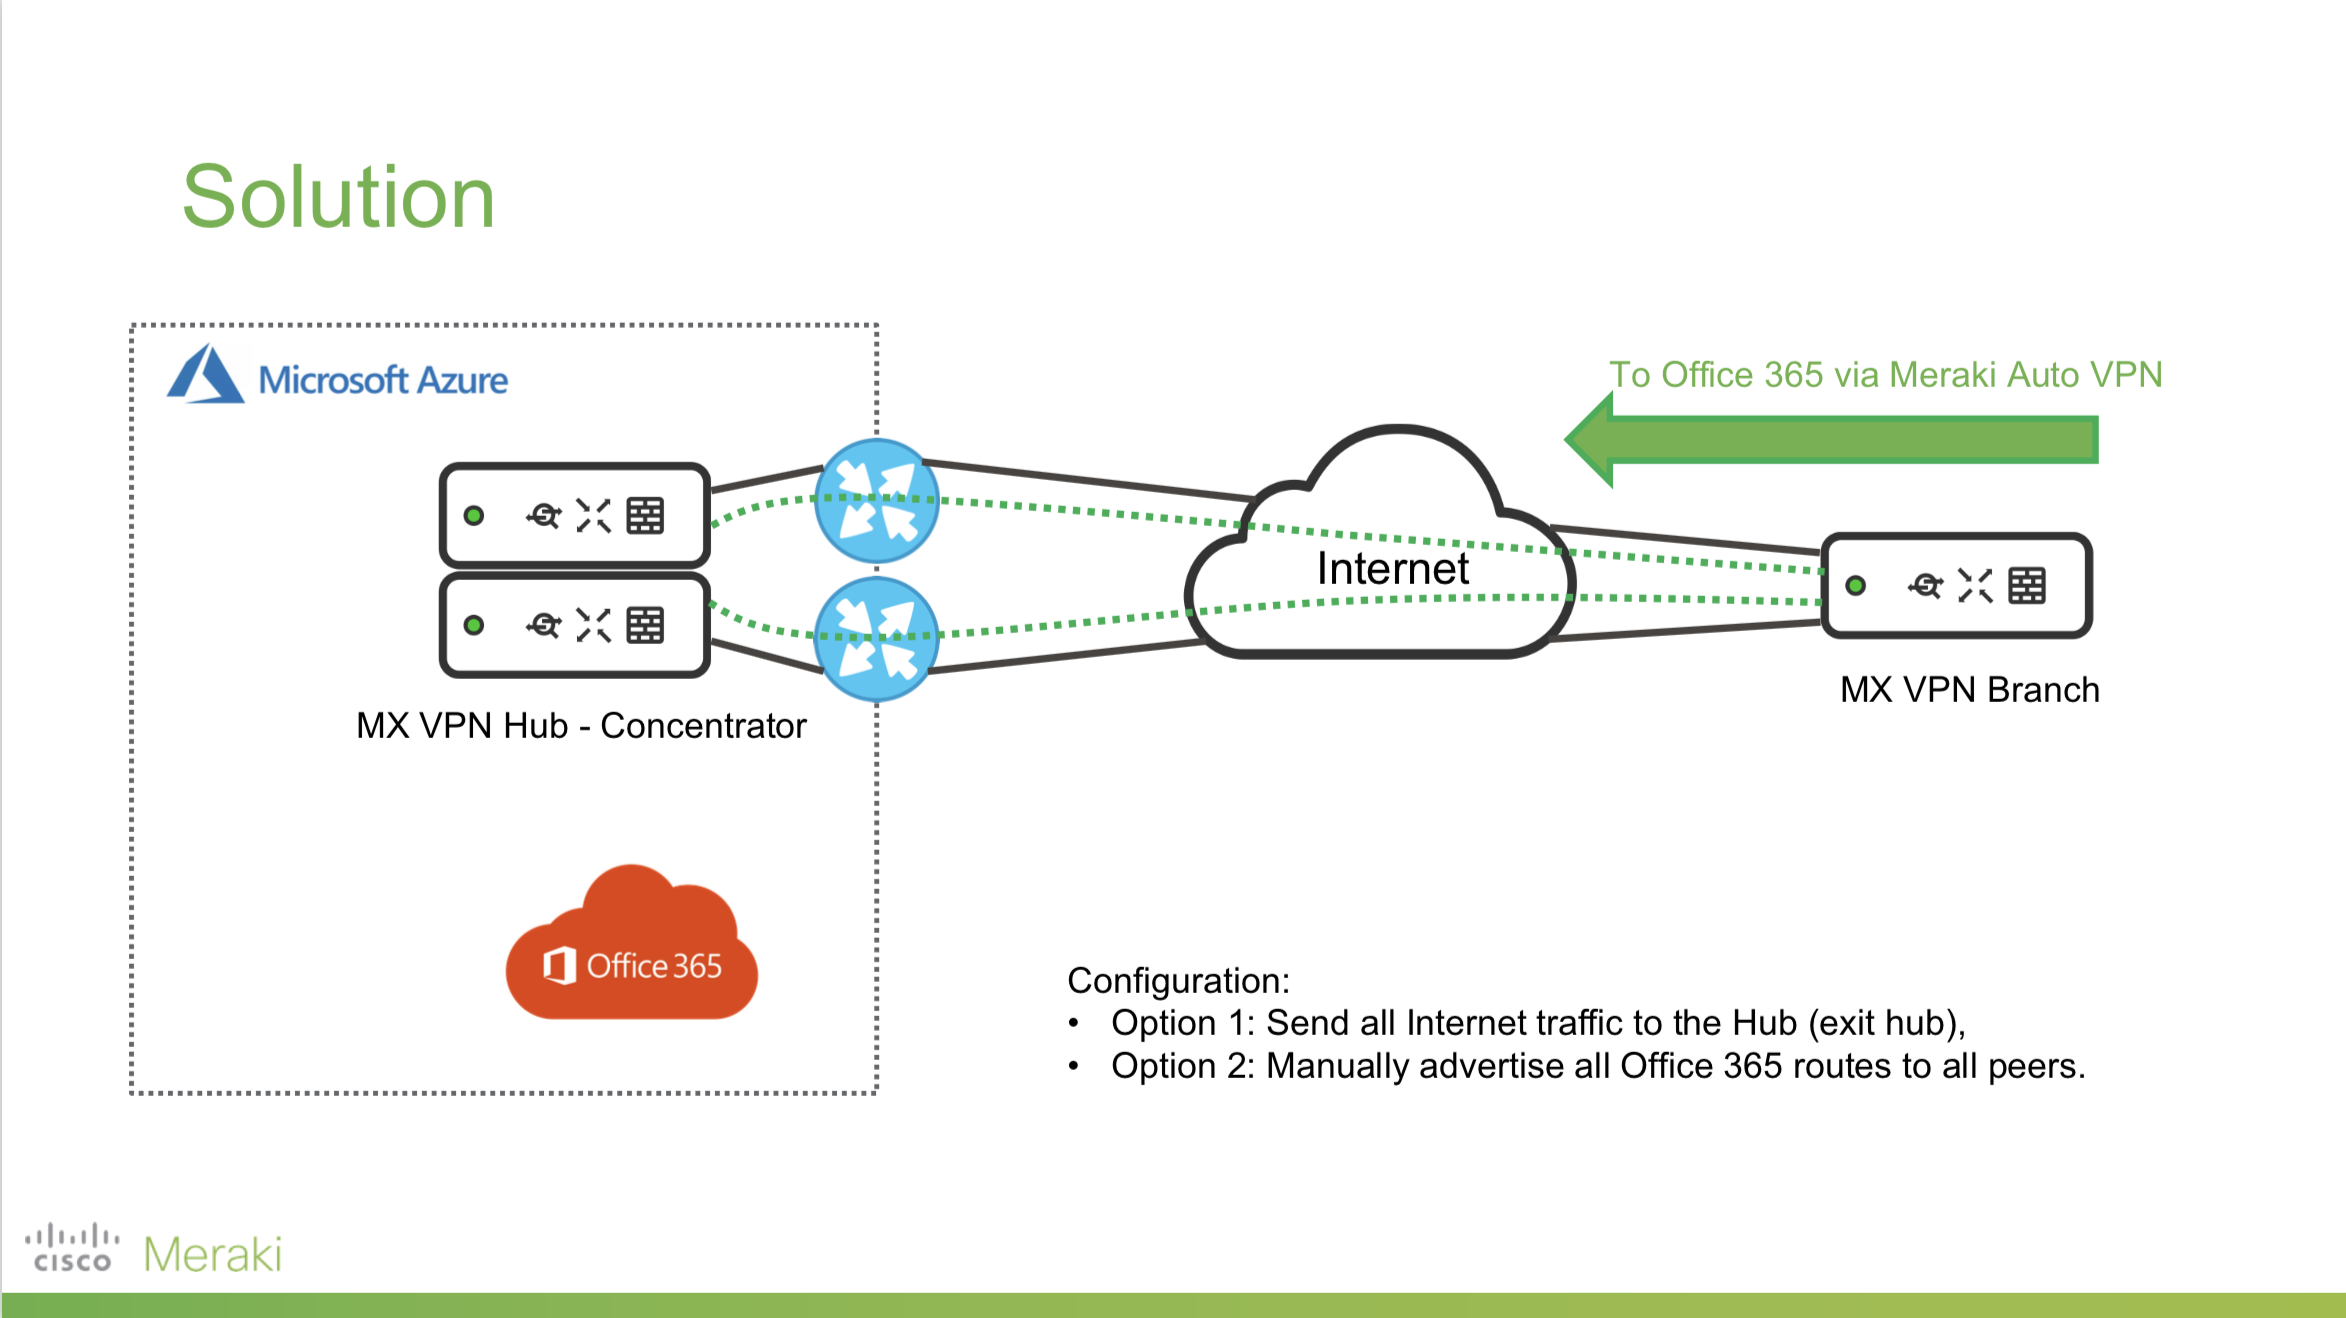 Solution
Microsoft Azure
To Office 365 via Meraki Auto VPN
Internet
MX VPN Branch
MX VPN Hub - Concentrator
Office 365
Configuration:
• Option 1: Send all Internet traffic to the Hub (exit hub),
• Option 2: Manually advertise all Office 365 routes to all peers.
CISCO Meraki